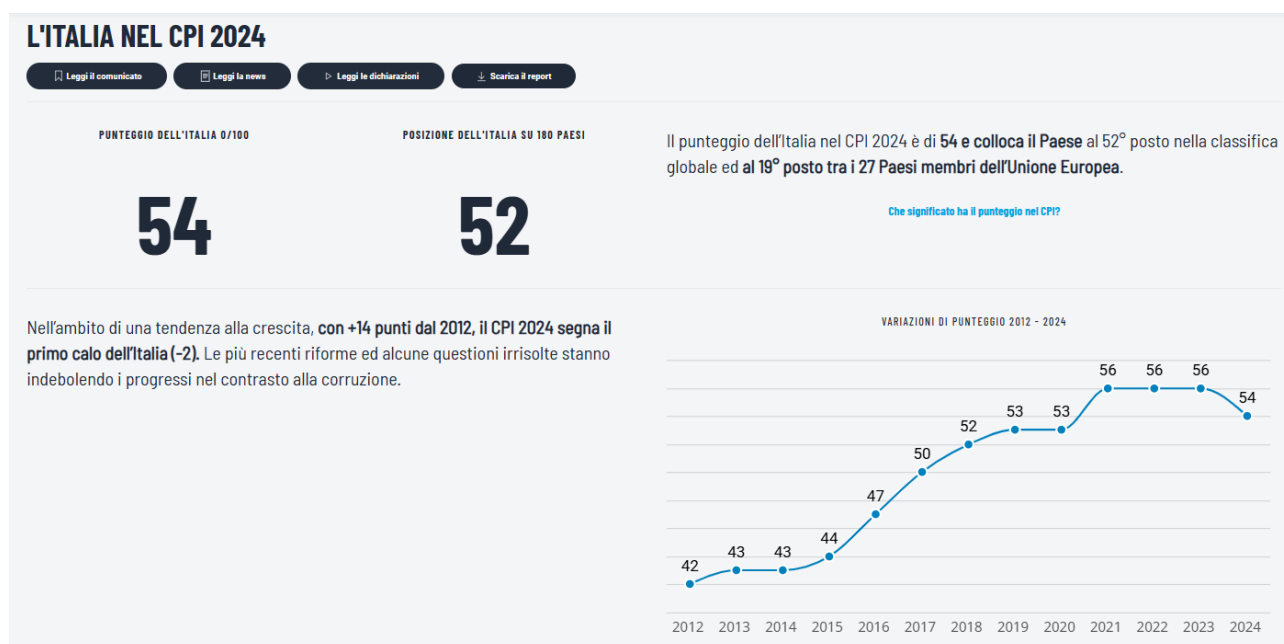 L'ITALIA NEL CPI 2024
Leggi il comunicato
Leggi la news
Leggi le dichiarazioni
Scarica il report
PUNTEGGIO DELL'ITALIA 0/100
54
POSIZIONE DELL'ITALIA SU 180 PAESI
52
Il punteggio dell'Italia nel CPI 2024 è di 54 e colloca il Paese al 52° posto nella classifica
globale ed al 19° posto tra i 27 Paesi membri dell'Unione Europea.
Che significato ha il punteggio nel CPI?
Nell'ambito di una tendenza alla crescita, con +14 punti dal 2012, il CPI 2024 segna il
primo calo dell'Italia (-2). Le più recenti riforme ed alcune questioni irrisolte stanno
indebolendo i progressi nel contrasto alla corruzione.
VARIAZIONI DI PUNTEGGIO 2012 - 2024
42 43 43 44 47 50 52 53 53 56 56 56 54
2012 2013 2014 2015 2016 2017 2018 2019 2020 2021 2022 2023 2024